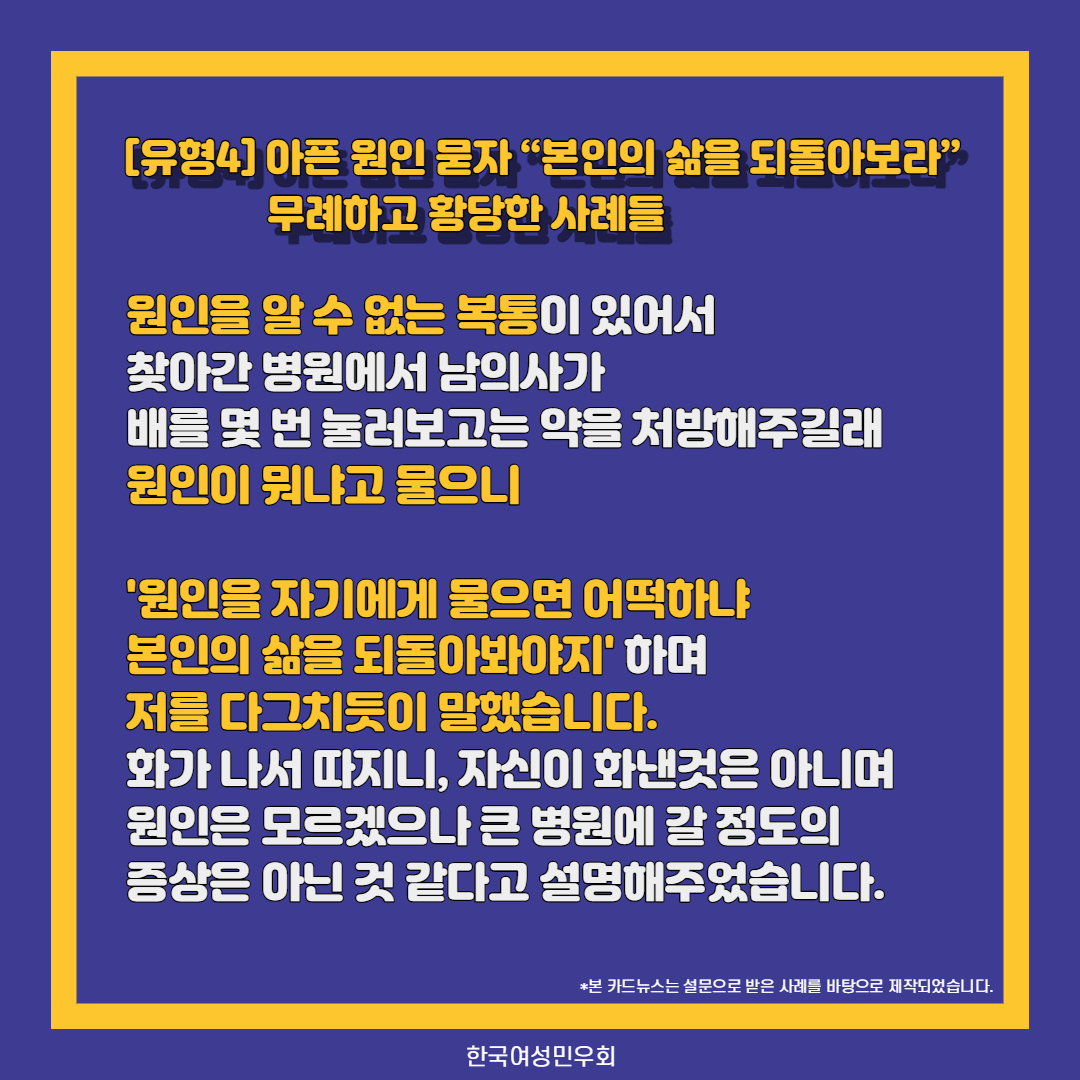 [유형4] 아픈 원인 묻자 “본인의 삶을 되돌아보라”
무례하고 황당한 사례들
원인을 알 수 없는 복통이 있어서
찾아간 병원에서 남의사가
배를 몇 번 눌러보고는 약을 처방해주길래
원인이 뭐냐고 물으니
'원인을 자기에게 물으면 어떡하냐
본인의 삶을 되돌아봐야지' 하며
저를 다그치듯이 말했습니다.
화가 나서 따지니, 자신이 화낸것은 아니며
원인은 모르겠으나 큰 병원에 갈 정도의
증상은 아닌 것 같다고 설명해주었습니다.
*본 카드뉴스는 설문으로 받은 사례를 바탕으로 제작되었습니다.
한국여성민우회